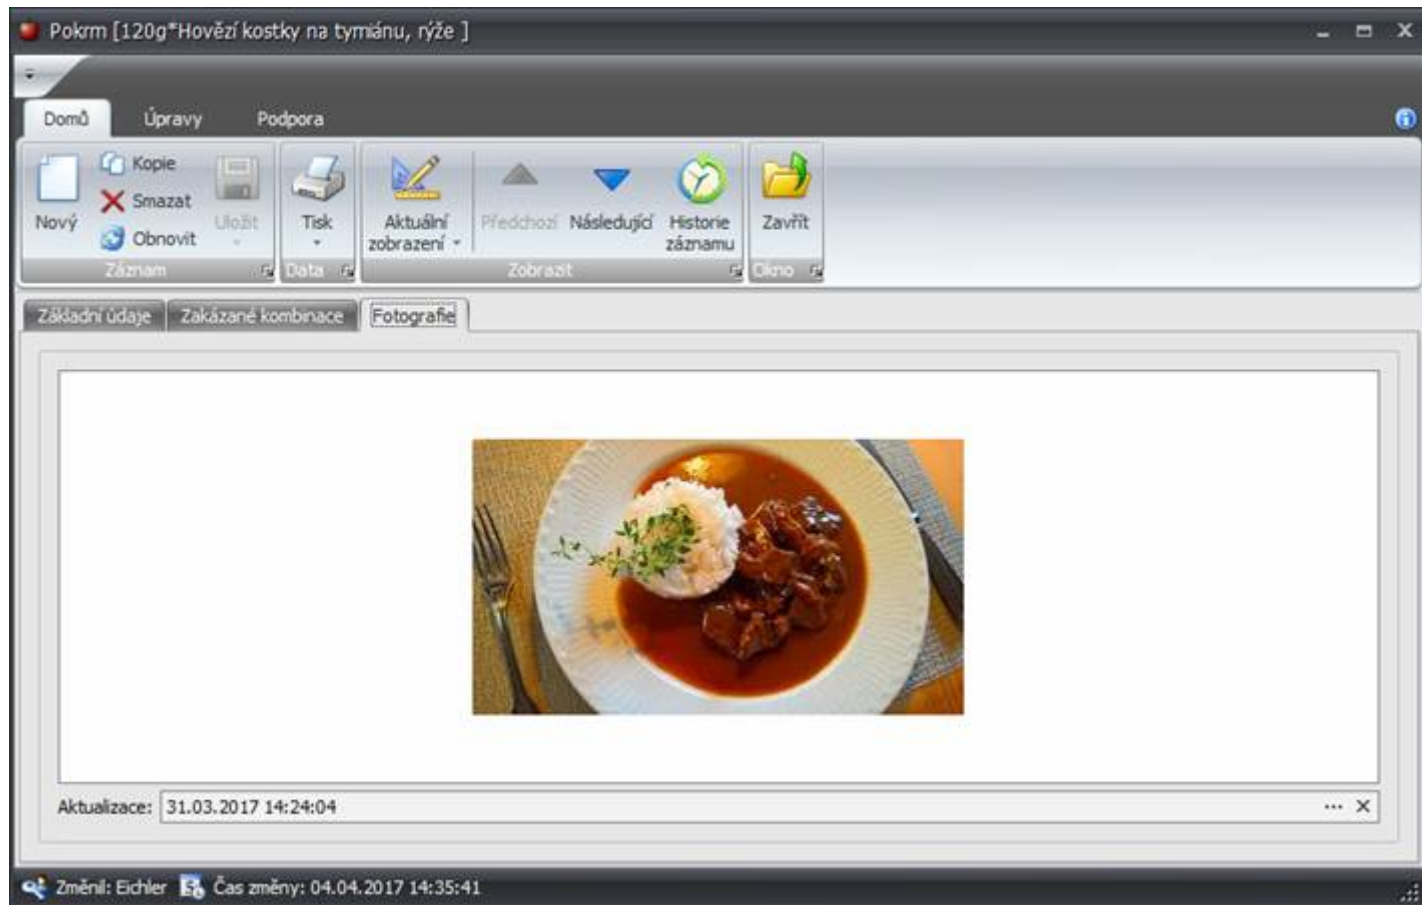 Pokrm [120g*Hovězí kostky na tymiánu, rýže ]
Domů Úpravy Podpora
Nový
Kopie
Smazat
Obnovit
Uložit
Tisk
Aktuální
zobrazení
Předchozí
Následující
Historie
záznamu
Zavřít
Záznam Data Zobrazit Okno
Základní údaje Zakázané kombinace Fotografie
Aktualizace: 31.03.2017 14:24:04
Změnil: Eichler Čas změny: 04.04.2017 14:35:41